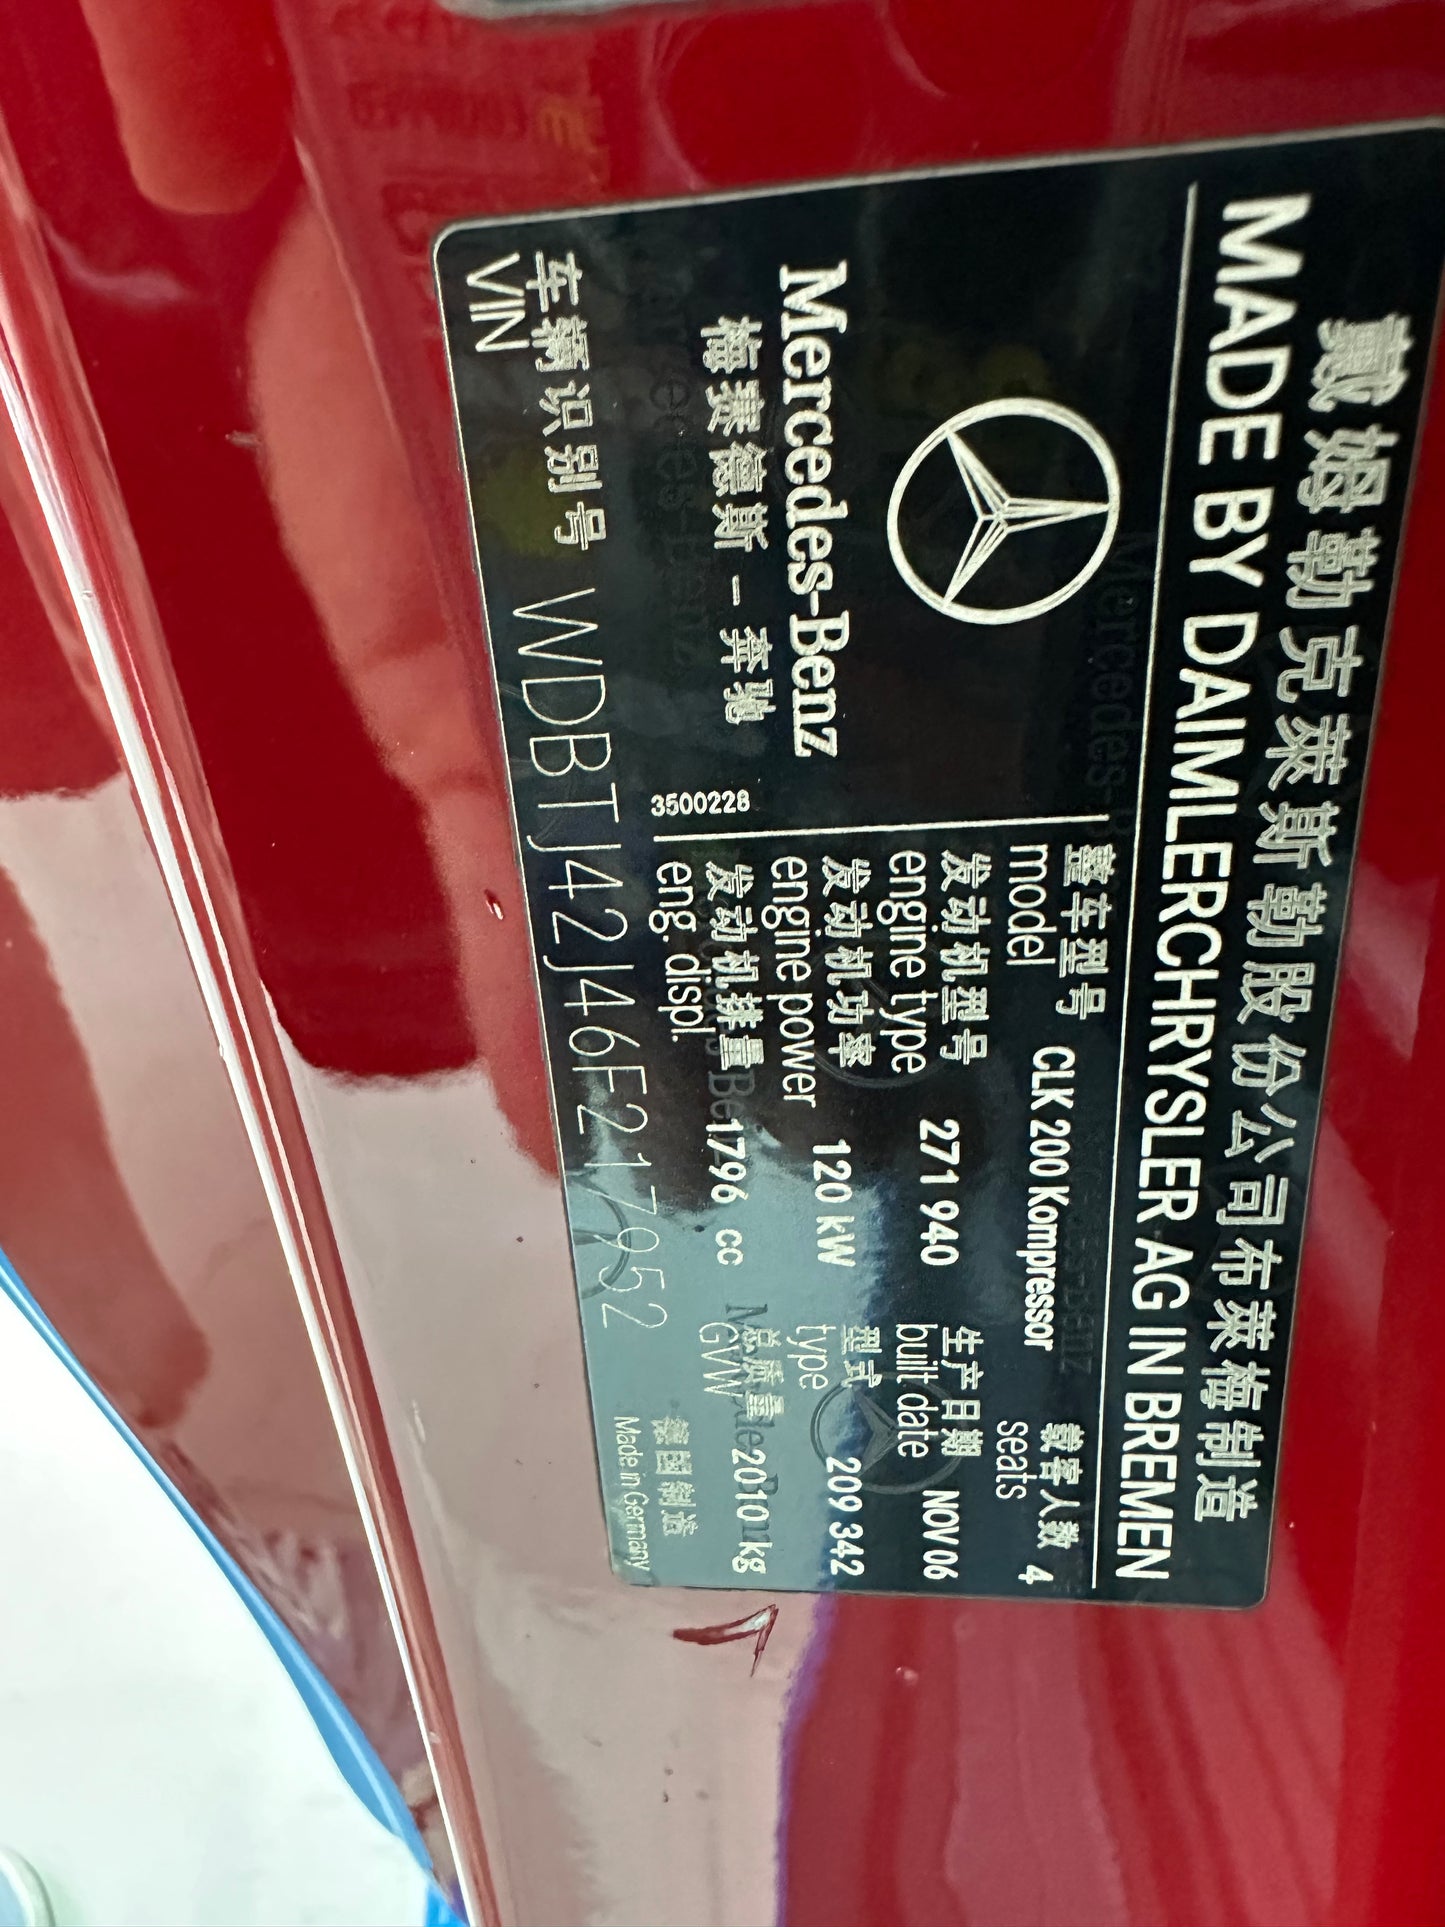 戴姆勒克莱斯勒股份公司布莱梅制造
MADE BY DAIMLERCHRYSLER AG IN BREMEN
Mercedes-Benz
梅赛德斯－奔驰
3500228
整车型号 CLK 200 Kompressor 载客人数 4
model seats
发动机型号 271 940 生产日期 NOV 06
engine type built date
发动机功率 120 kW 型式 209 342
engine power type
发动机排量 1796 cc 总质量 2010 kg
eng. displ. GVW
车辆识别号 WDBTJ42J46F217952 德国制造
VIN Made in Germany